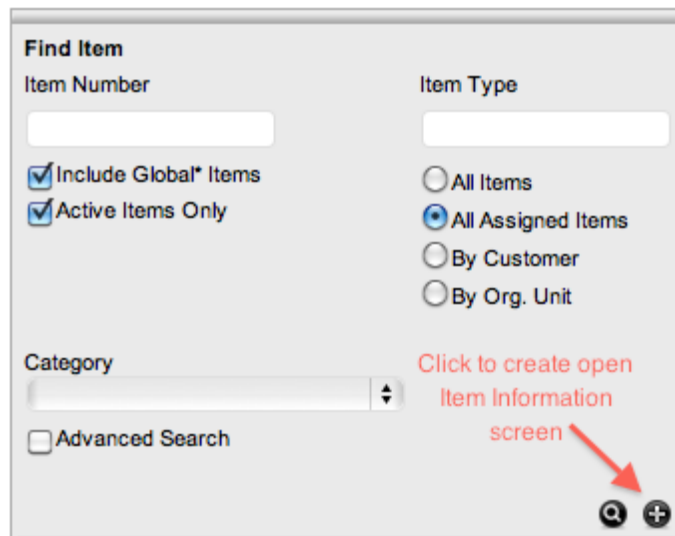 Find Item
Item Number
Item Type
Include Global* Items
Active Items Only
All Items
All Assigned Items
By Customer
By Org. Unit
Category
Advanced Search
Click to create open
Item Information
screen